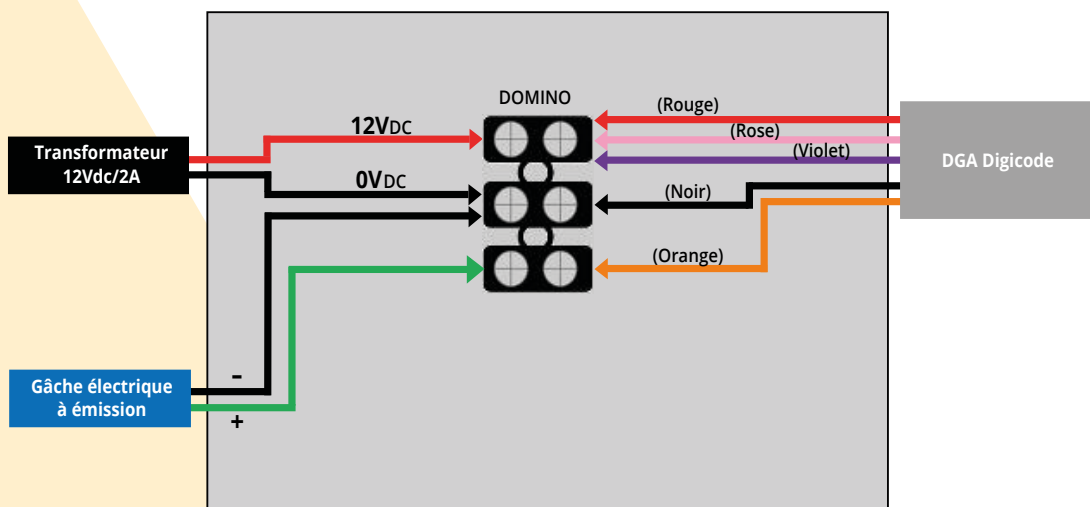 DOMINO
12VDC
(Rouge)
(Rose)
(Violet)
Transformateur
12Vdc/2A
DGA Digicode
0VDC
(Noir)
(Orange)
Gâche électrique
à émission
-
+